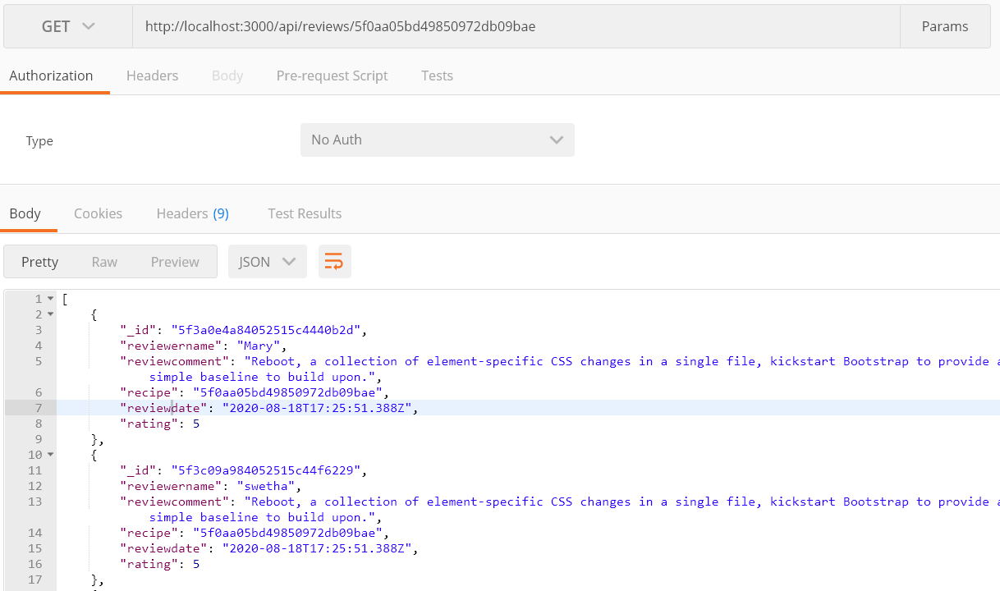 GET http://localhost:3000/api/reviews/5f0aa05bd49850972db09bae Params
Authorization Headers Body Pre-request Script Tests
Type No Auth
Body Cookies Headers (9) Test Results
Pretty Raw Preview JSON
1 [
2 {
3 "_id": "5f3a0e4a84052515c4440b2d",
4 "reviewername": "Mary",
5 "reviewcomment": "Reboot, a collection of element-specific CSS changes in a single file, kickstart Bootstrap to provide a
simple baseline to build upon.",
6 "recipe": "5f0aa05bd49850972db09bae",
7 "reviewdate": "2020-08-18T17:25:51.388Z",
8 "rating": 5
9 },
10 {
11 "_id": "5f3c09a984052515c44f6229",
12 "reviewername": "swetha",
13 "reviewcomment": "Reboot, a collection of element-specific CSS changes in a single file, kickstart Bootstrap to provide a
simple baseline to build upon.",
14 "recipe": "5f0aa05bd49850972db09bae",
15 "reviewdate": "2020-08-18T17:25:51.388Z",
16 "rating": 5
17 },